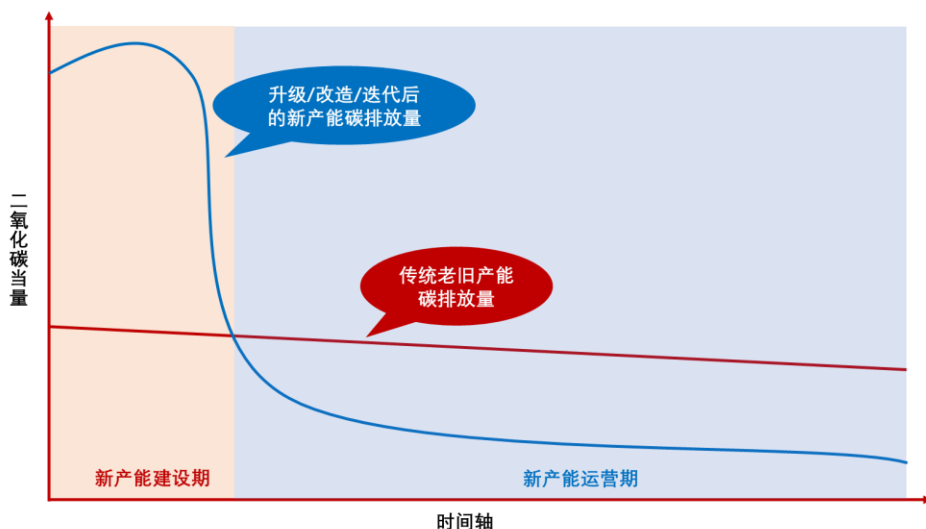 升级/改造/迭代后
的新产能碳排放量
二氧化碳当量
传统老旧产能
碳排放量
新产能建设期
新产能运营期
时间轴